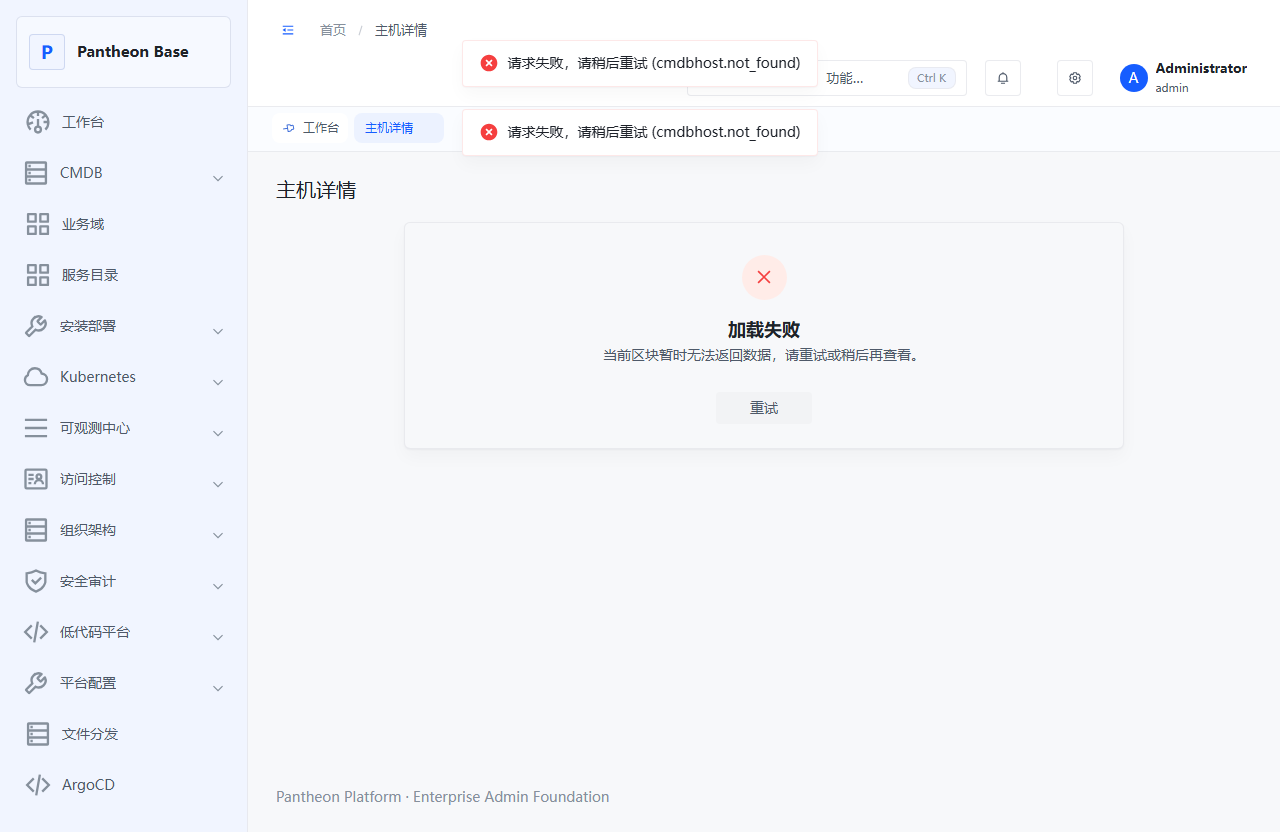 P
Pantheon Base
工作台
CMDB
业务域
服务目录
安装部署
Kubernetes
可观测中心
访问控制
组织架构
安全审计
低代码平台
平台配置
文件分发
ArgoCD
首页 / 主机详情
请求失败，请稍后重试 (cmdbhost.not_found)
功能... Ctrl K
A
Administrator
admin
工作台 主机详情
请求失败，请稍后重试 (cmdbhost.not_found)
主机详情
加载失败
当前区块暂时无法返回数据，请重试或稍后再查看。
重试
Pantheon Platform · Enterprise Admin Foundation